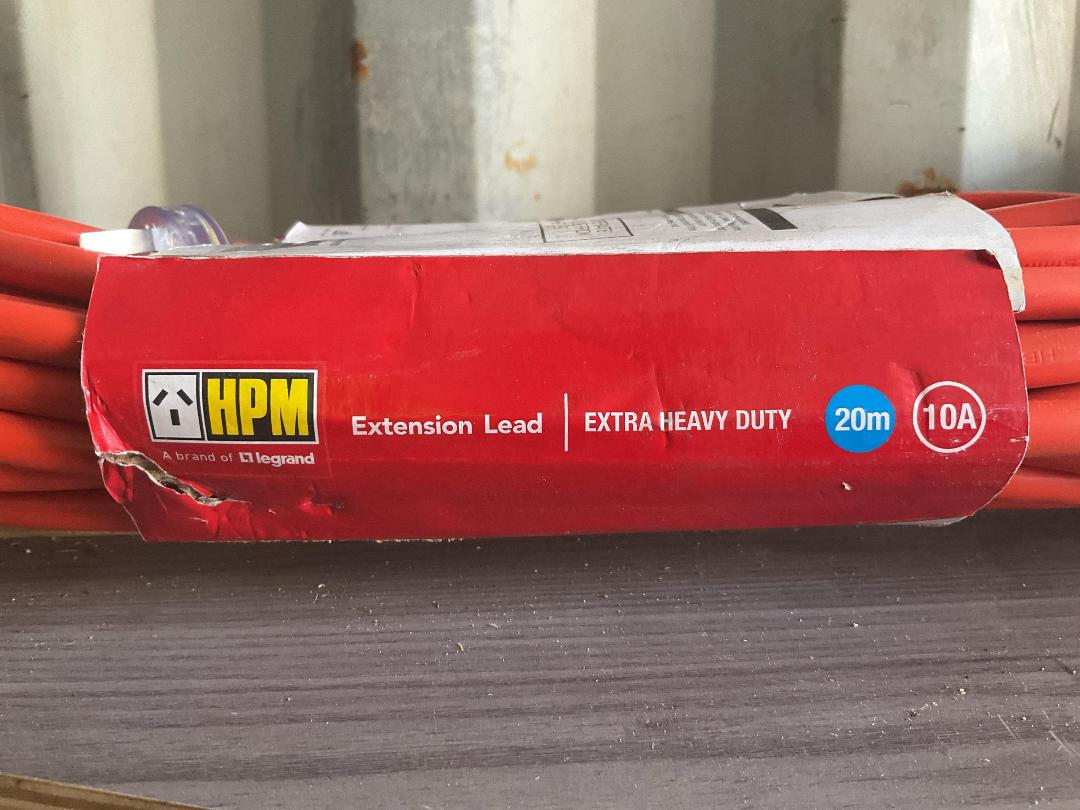 HPM
A brand of legrand
Extension Lead
EXTRA HEAVY DUTY
20m
10A